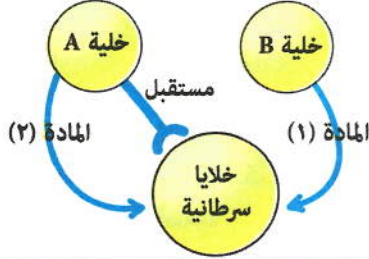 خلية B
خلية A
مستقبل
المادة (١)
المادة (٢)
خلايا
سرطانية